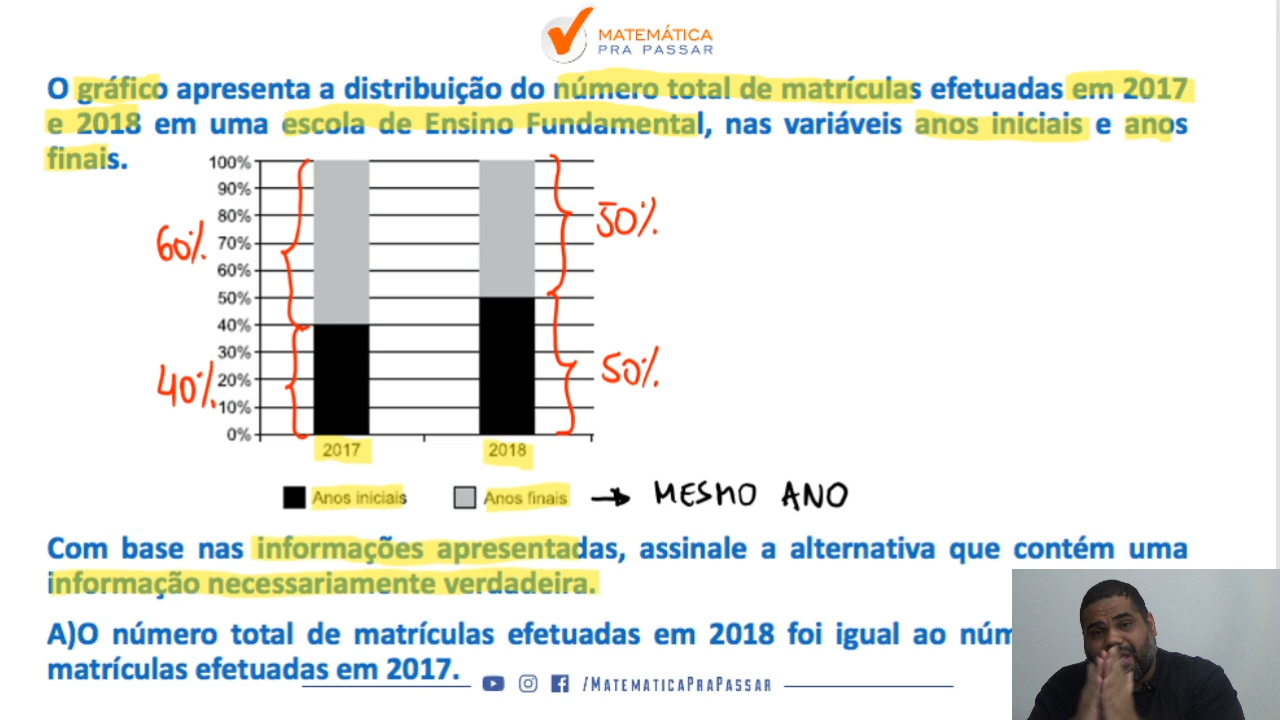 MATEMÁTICA
PRA PASSAR
O gráfico apresenta a distribuição do número total de matrículas efetuadas em 2017
e 2018 em uma escola de Ensino Fundamental, nas variáveis anos iniciais e anos
finais.
100%
90%
80%
70%
60%
50%
40%
30%
20%
10%
0%
60%
40%
50%
50%
2017 2018
Anos iniciais Anos finais → MESMO ANO
Com base nas informações apresentadas, assinale a alternativa que contém uma
informação necessariamente verdadeira.
A)O número total de matrículas efetuadas em 2018 foi igual ao
matrículas efetuadas em 2017.
/MatematicaPraPassar